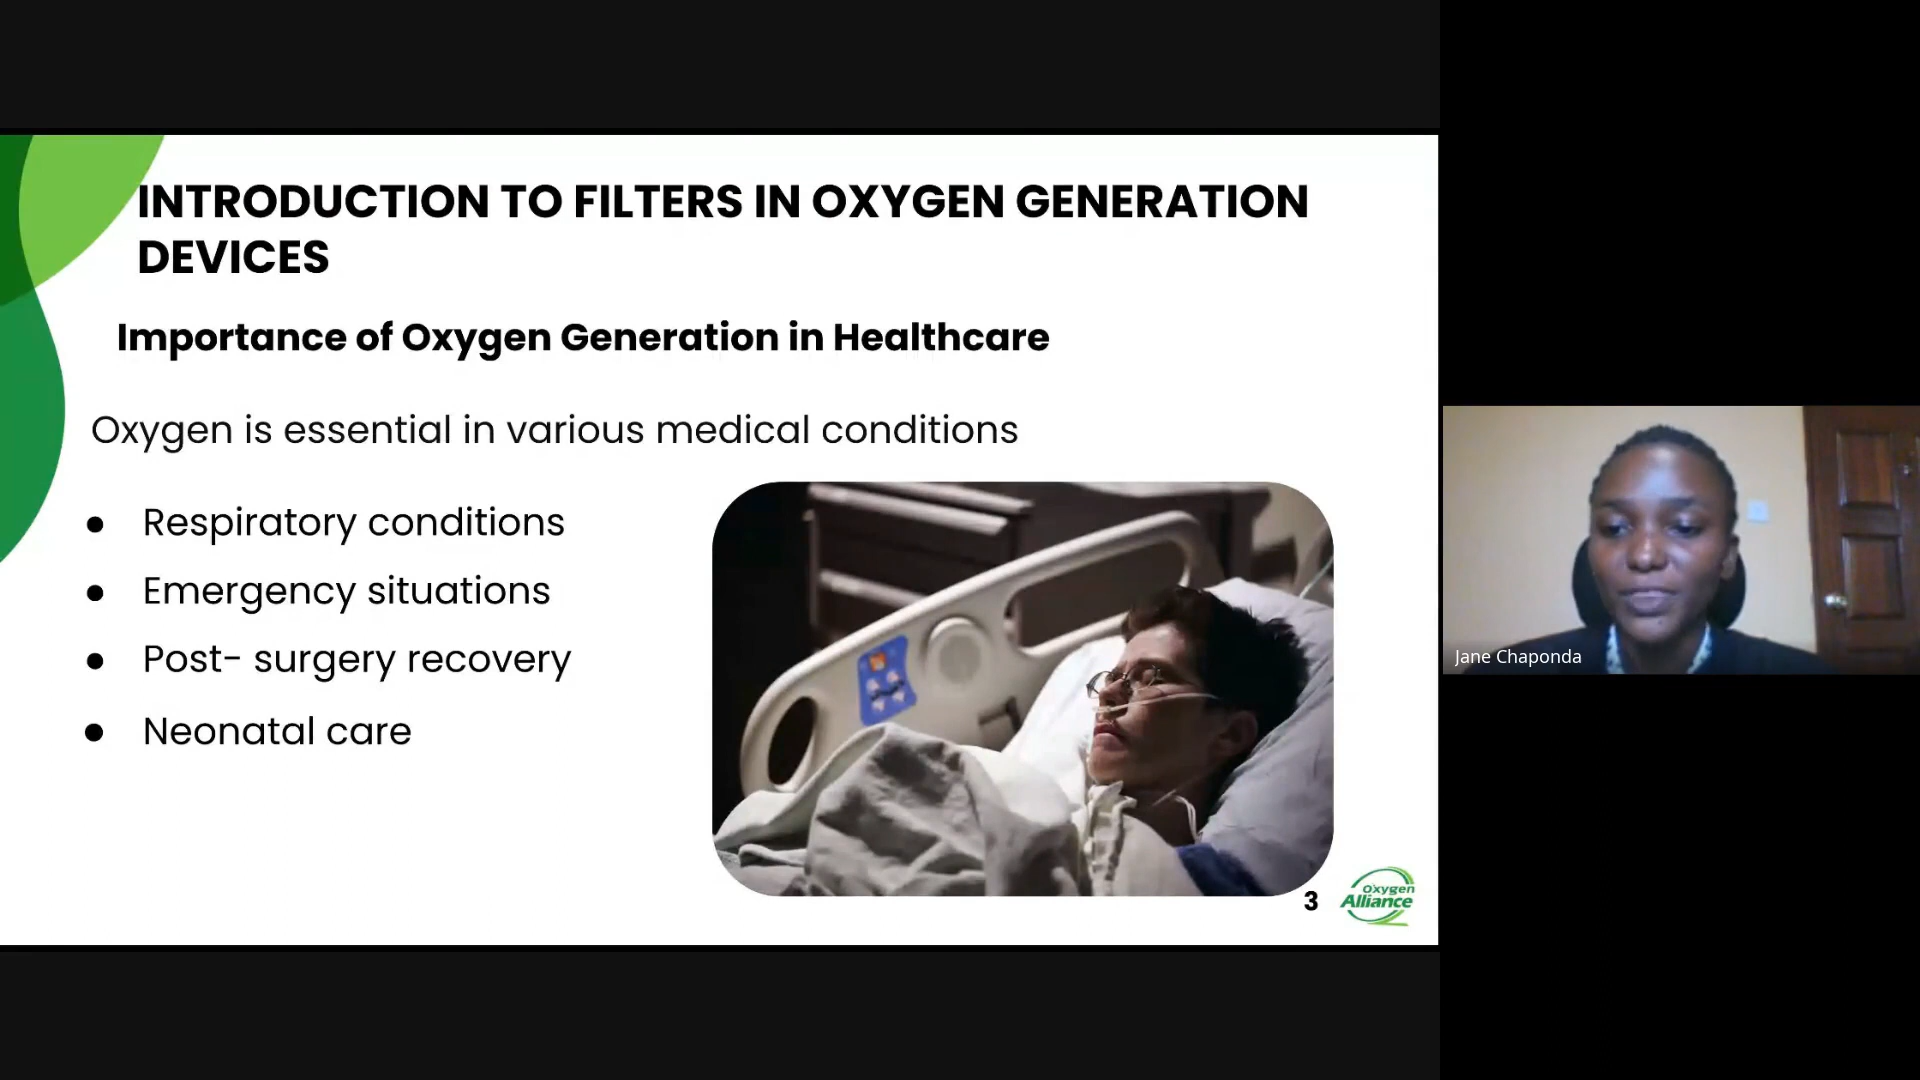 INTRODUCTION TO FILTERS IN OXYGEN GENERATION
DEVICES
Importance of Oxygen Generation in Healthcare
Oxygen is essential in various medical conditions
● Respiratory conditions
● Emergency situations
● Post- surgery recovery
● Neonatal care
3
Oxygen
Alliance
Jane Chaponda